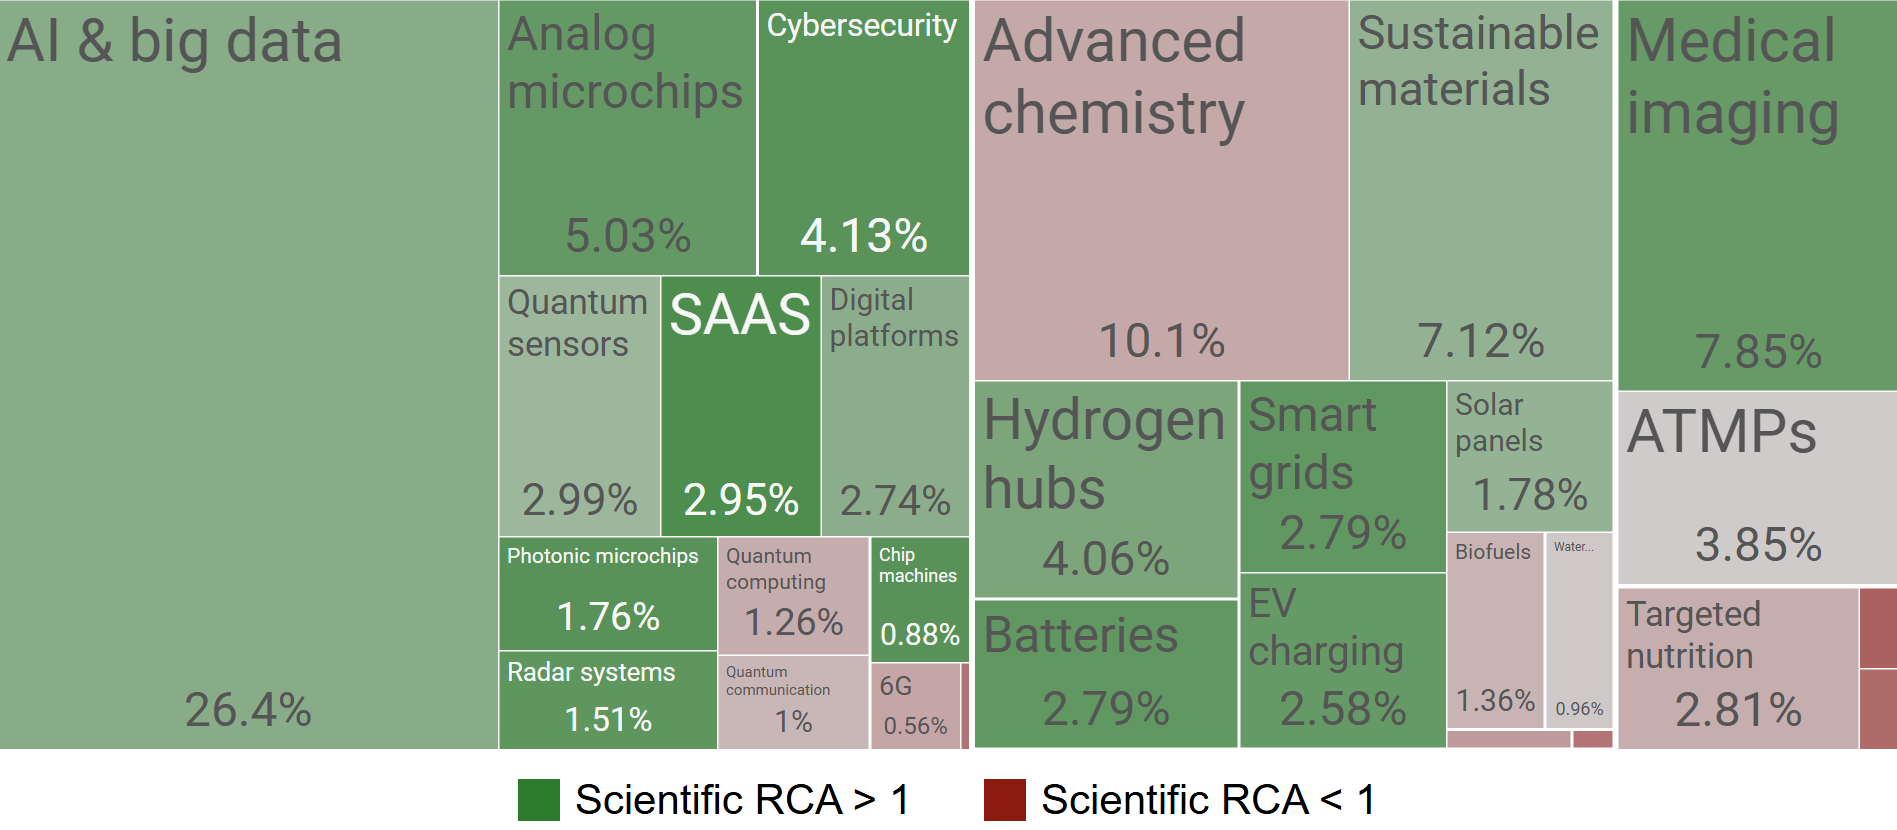 AI & big data
26.4%
Analog
microchips
5.03%
Cybersecurity
4.13%
Quantum
sensors
2.99%
SAAS
2.95%
Digital
platforms
2.74%
Photonic microchips
1.76%
Radar systems
1.51%
Quantum
computing
1.26%
Quantum
communication
1%
Chip
machines
0.88%
6G
0.56%
Advanced
chemistry
10.1%
Sustainable
materials
7.12%
Hydrogen
hubs
4.06%
Batteries
2.79%
Smart
grids
2.79%
EV
charging
2.58%
Solar
panels
1.78%
Biofuels
1.36%
Water...
0.96%
Medical
imaging
7.85%
ATMPs
3.85%
Targeted
nutrition
2.81%
Scientific RCA > 1
Scientific RCA < 1